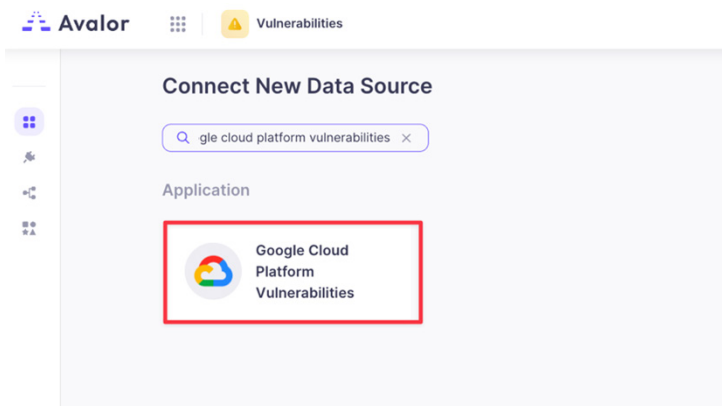 Avalor
Vulnerabilities
Connect New Data Source
gle cloud platform vulnerabilities
Application
Google Cloud
Platform
Vulnerabilities